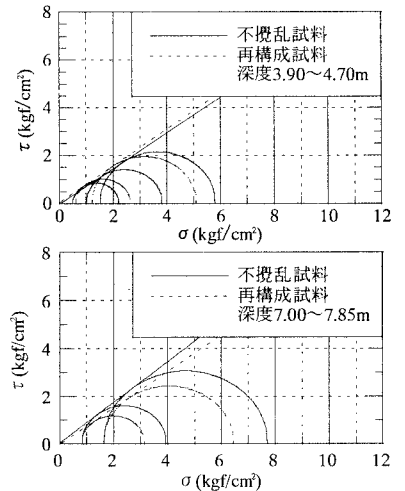 8
6
4
2
0
τ (kgf/cm²)
不攪乱試料
再構成試料
深度3.90～4.70m
0 2 4 6 8 10 12
σ (kgf/cm²)
8
6
4
2
0
τ (kgf/cm²)
不攪乱試料
再構成試料
深度7.00～7.85m
0 2 4 6 8 10 12
σ (kgf/cm²)